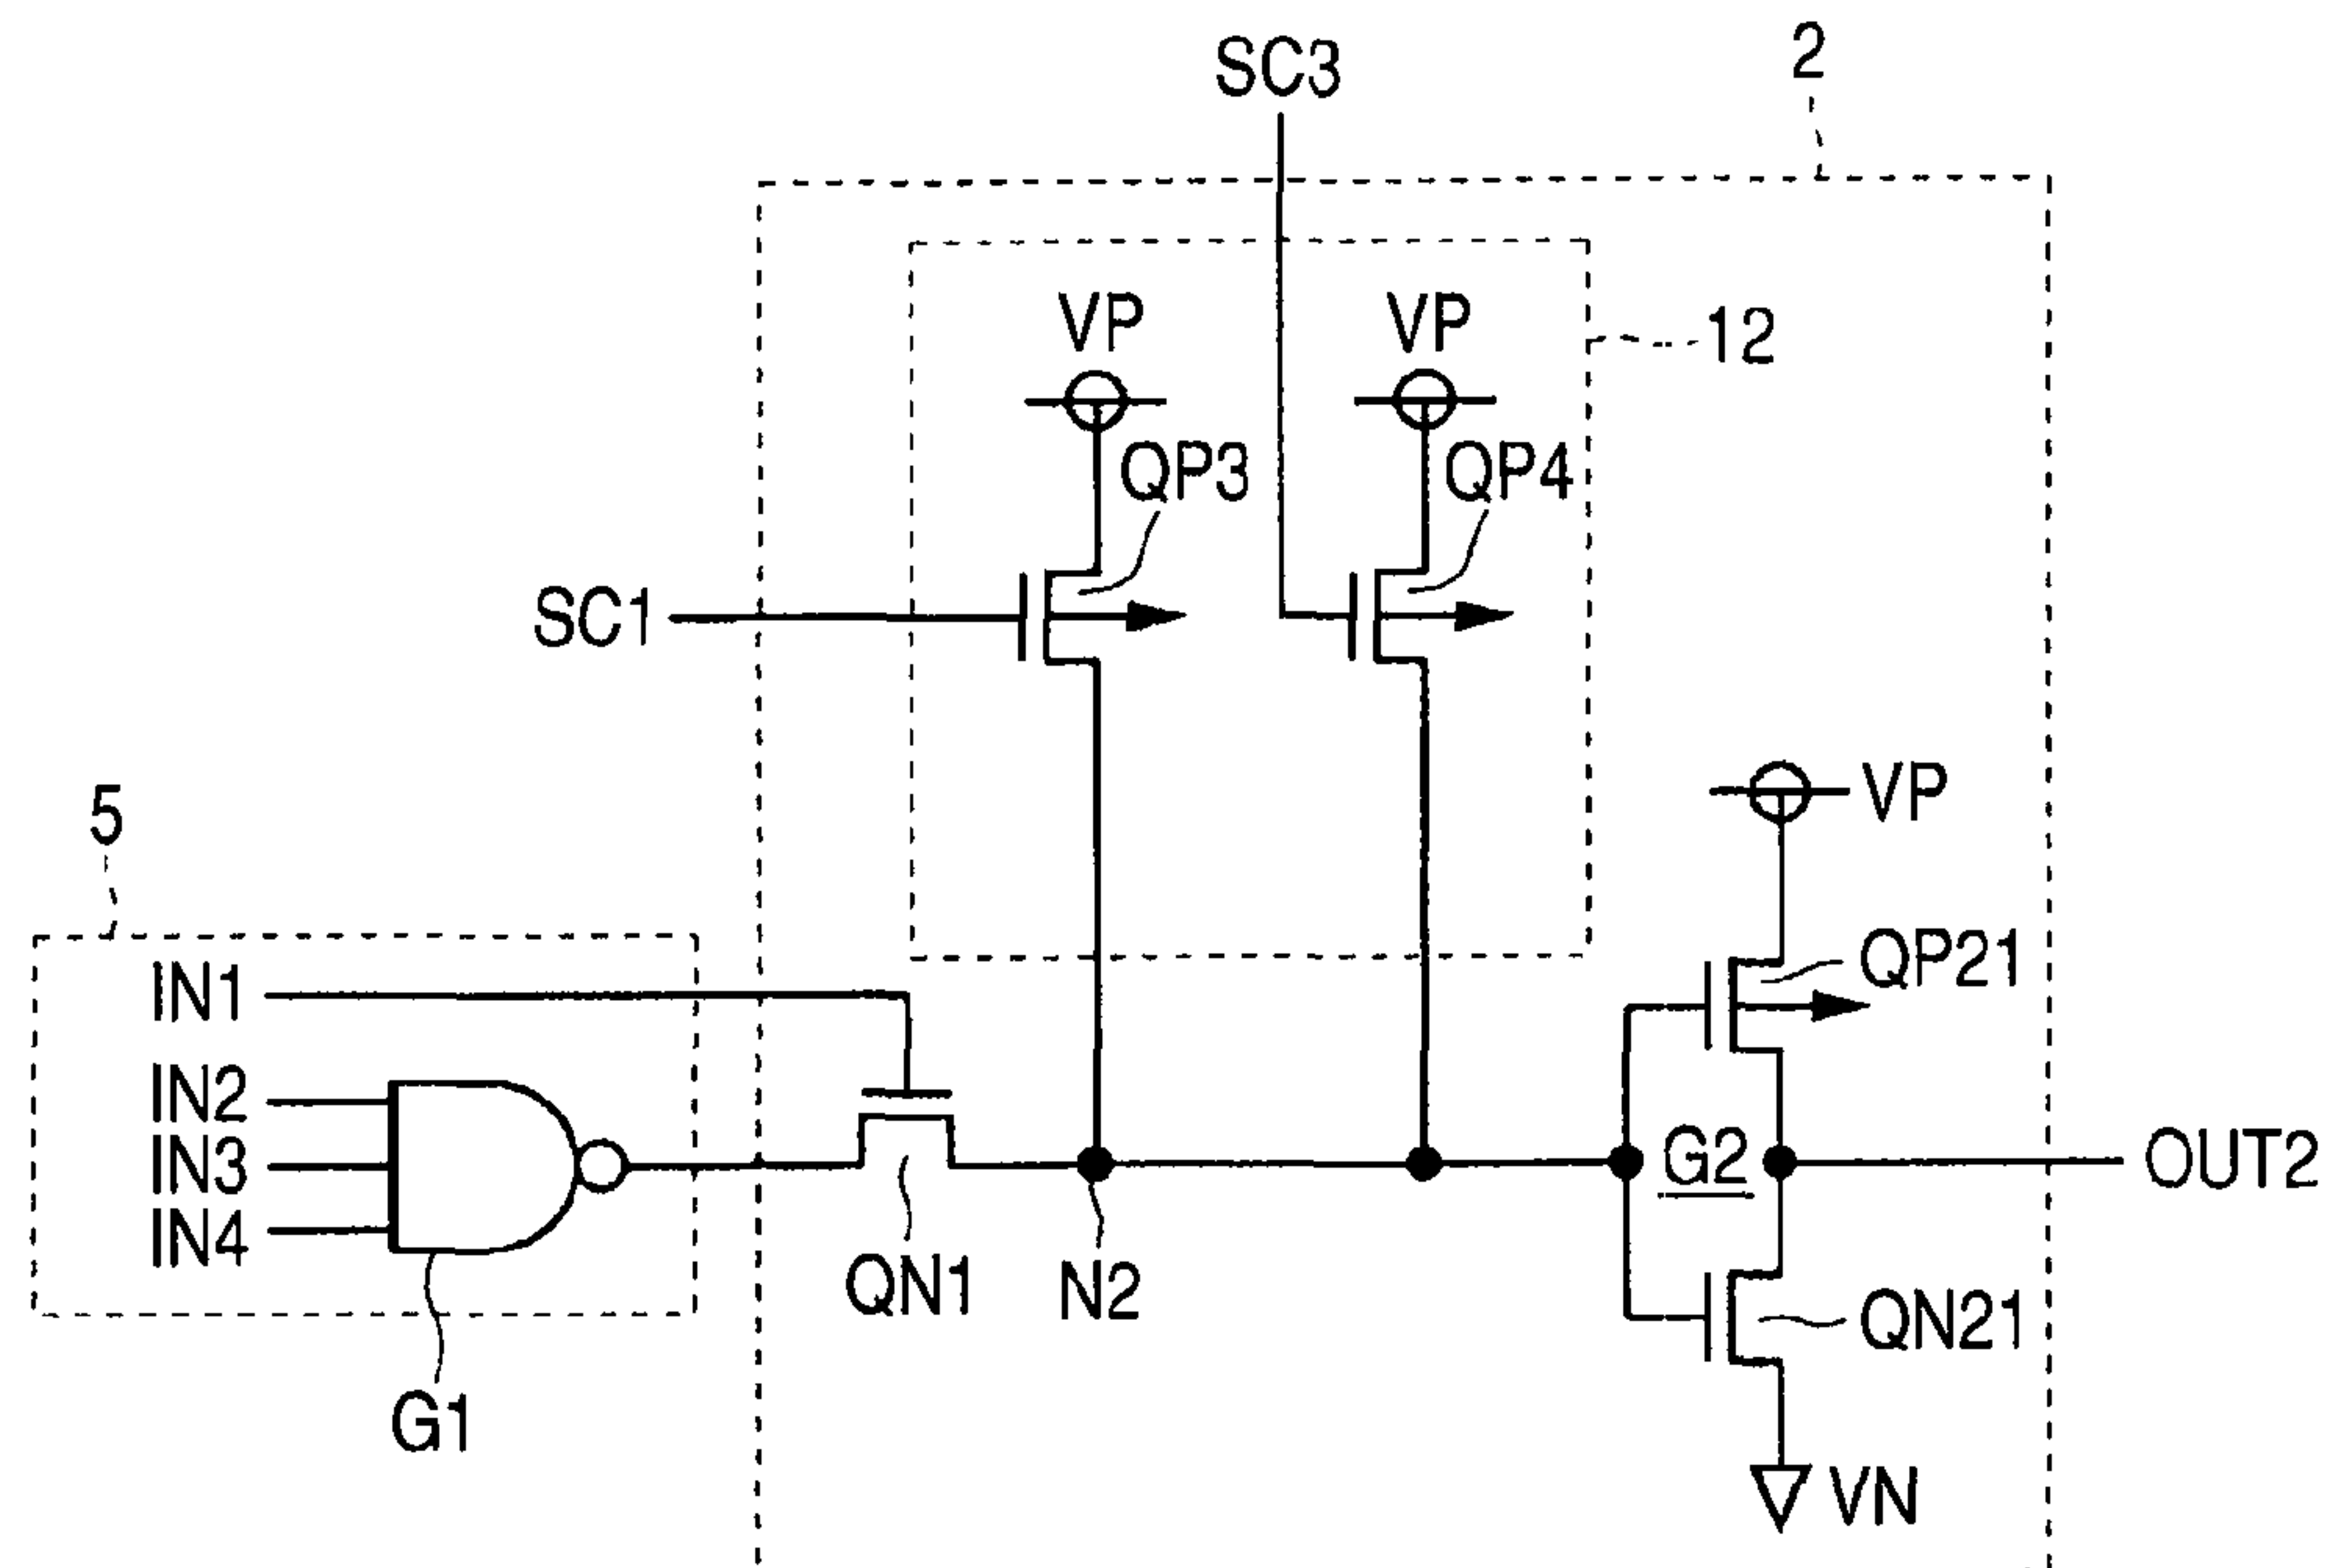 2
SC3
VP
VP
12
QP3
QP4
SC1
5
VP
IN1
QP21
IN2
G2
OUT2
IN3
IN4
QN1
N2
QN21
G1
VN